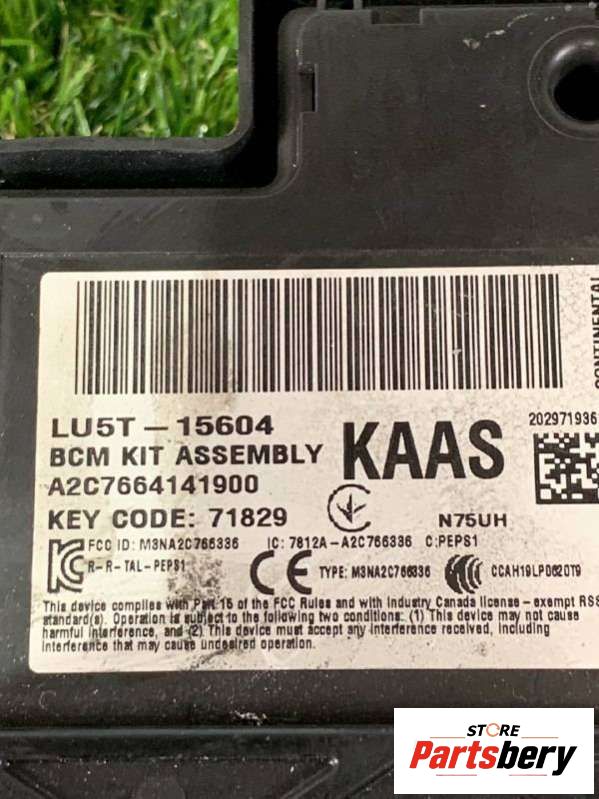 CONTINENTAL
LU5T-15604
BCM KIT ASSEMBLY
A2C7664141900
KEY CODE: 71829
KAAS
2029719361
N75UH
FCC ID: M3NA2C766336 IC: 7812A-A2C766336 C:PEPS1
R-R-TAL-PEPS1
CE
TYPE: M3NA2C766336
CCAH19LP0620T9
This device complies with Part 15 of the FCC Rules and with Industry Canada license-exempt RSS
standard(s). Operation is subject to the following two conditions: (1) This device may not cause
harmful interference, and (2) This device must accept any interference received, including
interference that may cause undesired operation.
STORE
Partsbery